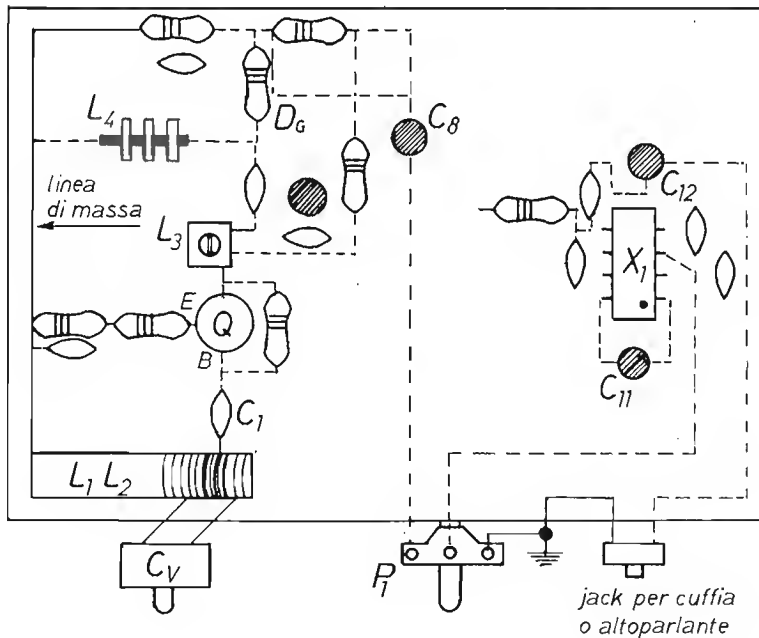 L4
DG
C8
linea
di massa
L3
C12
X1
E
Q
B
C11
C1
L1 L2
CV
P1
jack per cuffia
o altoparlante